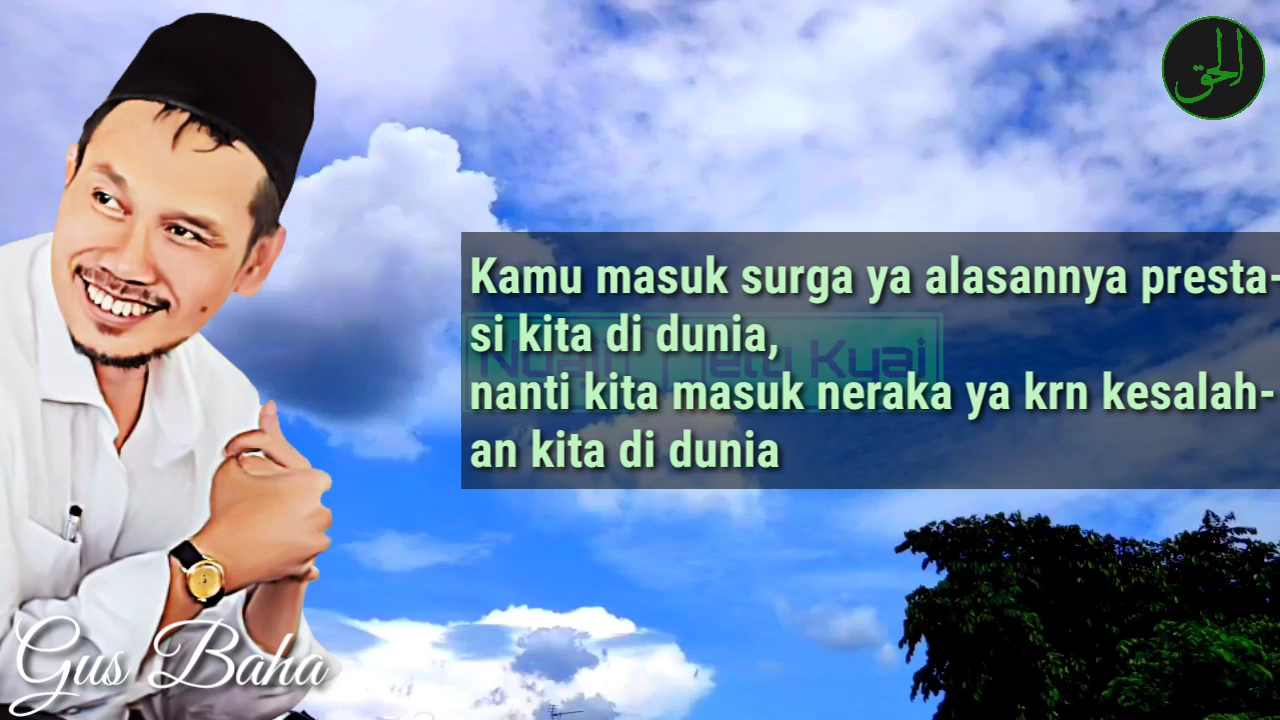 الحق
Kamu masuk surga ya alasannya presta-
si kita di dunia,
nanti kita masuk neraka ya krn kesalah-
an kita di dunia
Kyai
Gus Baha